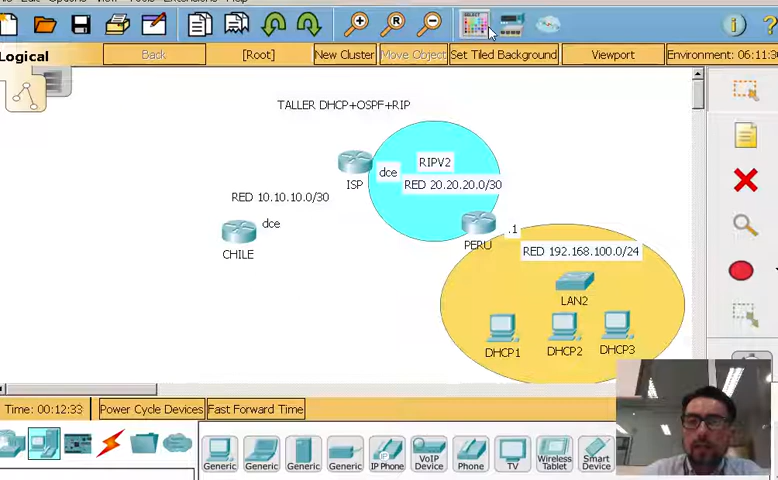 Logical
Back
[Root]
New Cluster
Move Object
Set Tiled Background
Viewport
Environment: 06:11:3
TALLER DHCP+OSPF+RIP
ISP
dce
RIPV2
RED 20.20.20.0/30
RED 10.10.10.0/30
dce
CHILE
PERU
.1
RED 192.168.100.0/24
LAN2
DHCP1
DHCP2
DHCP3
Time: 00:12:33
Power Cycle Devices
Fast Forward Time
Generic
Generic
Generic
Generic
IP Phone
VoIP
Device
Phone
TV
Wireless
Tablet
Smart
Device